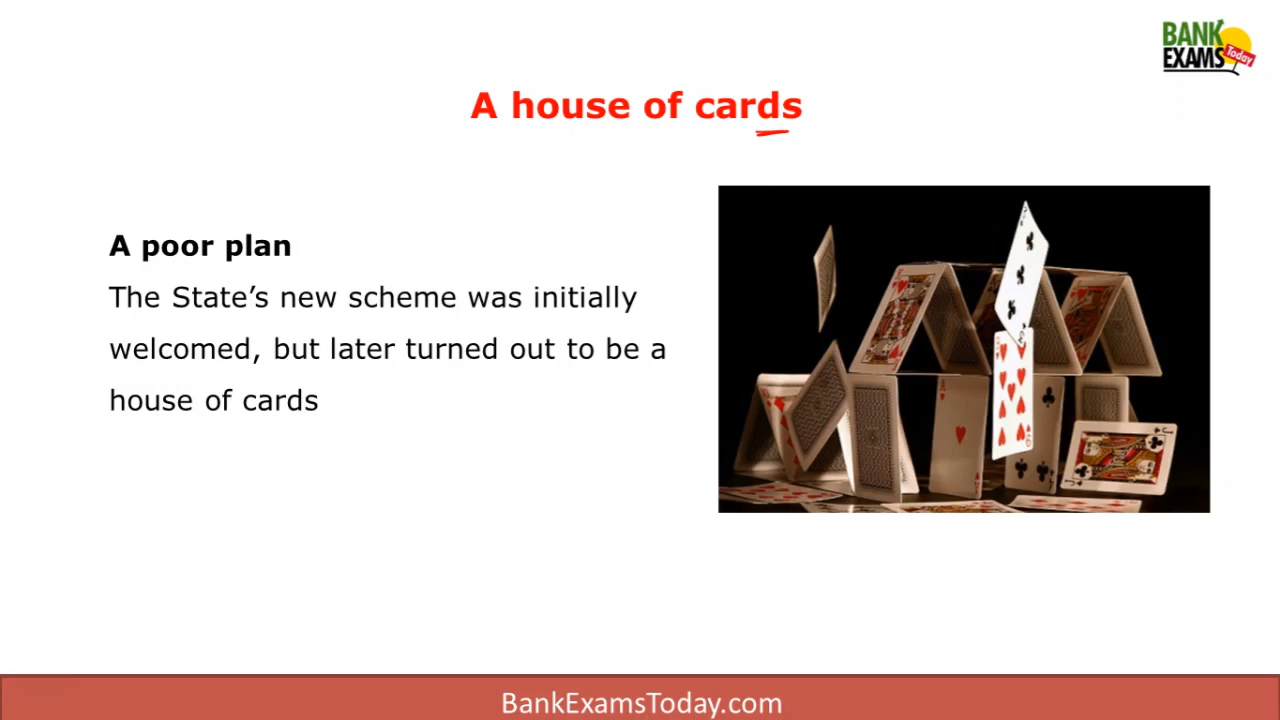 BANK
EXAMS
Today
A house of cards
A poor plan
The State’s new scheme was initially
welcomed, but later turned out to be a
house of cards
BankExamsToday.com